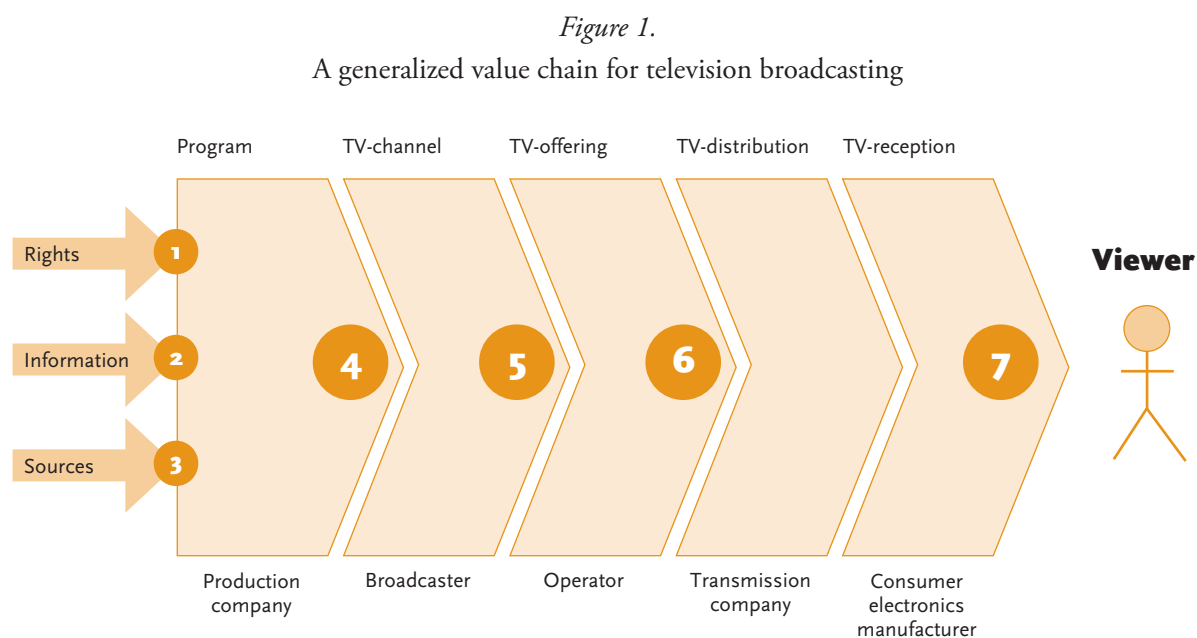 Figure 1.
A generalized value chain for television broadcasting
Program
TV-channel
TV-offering
TV-distribution
TV-reception
Rights
1
Information
2
Sources
3
4
5
6
7
Viewer
Production
company
Broadcaster
Operator
Transmission
company
Consumer
electronics
manufacturer